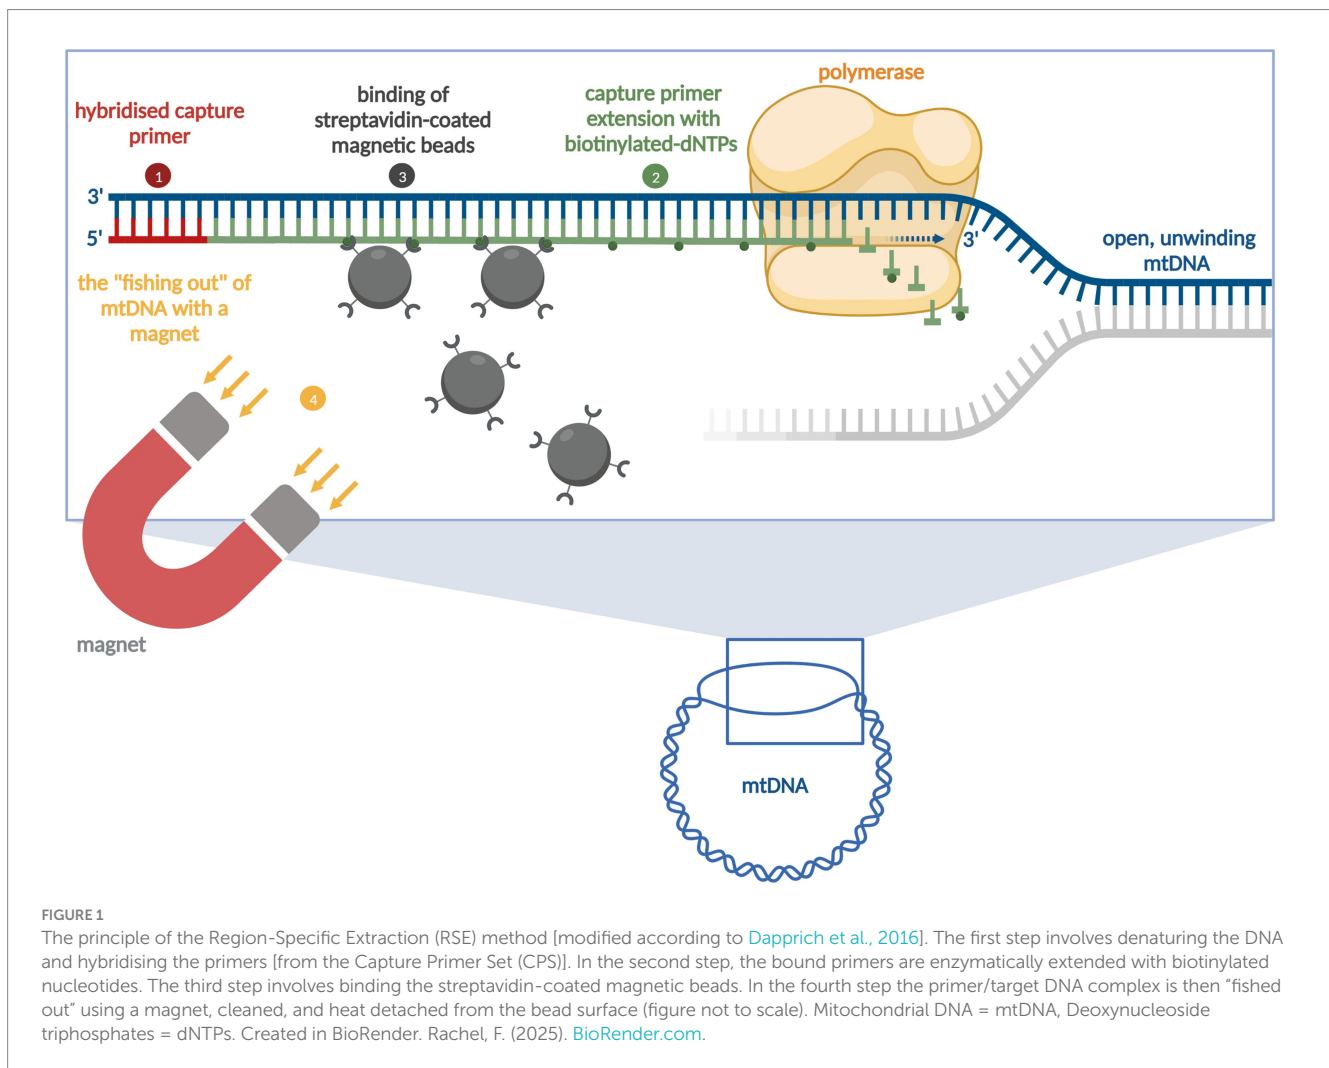 polymerase
hybridised capture
primer
binding of
streptavidin-coated
magnetic beads
capture primer
extension with
biotinylated-dNTPs
1
3
2
3'
5'
3'
open, unwinding
mtDNA
the "fishing out" of
mtDNA with a
magnet
4
magnet
mtDNA
FIGURE 1
The principle of the Region-Specific Extraction (RSE) method [modified according to Dapprich et al., 2016]. The first step involves denaturing the DNA
and hybridising the primers [from the Capture Primer Set (CPS)]. In the second step, the bound primers are enzymatically extended with biotinylated
nucleotides. The third step involves binding the streptavidin-coated magnetic beads. In the fourth step the primer/target DNA complex is then “fished
out” using a magnet, cleaned, and heat detached from the bead surface (figure not to scale). Mitochondrial DNA = mtDNA, Deoxynucleoside
triphosphates = dNTPs. Created in BioRender. Rachel, F. (2025). BioRender.com.